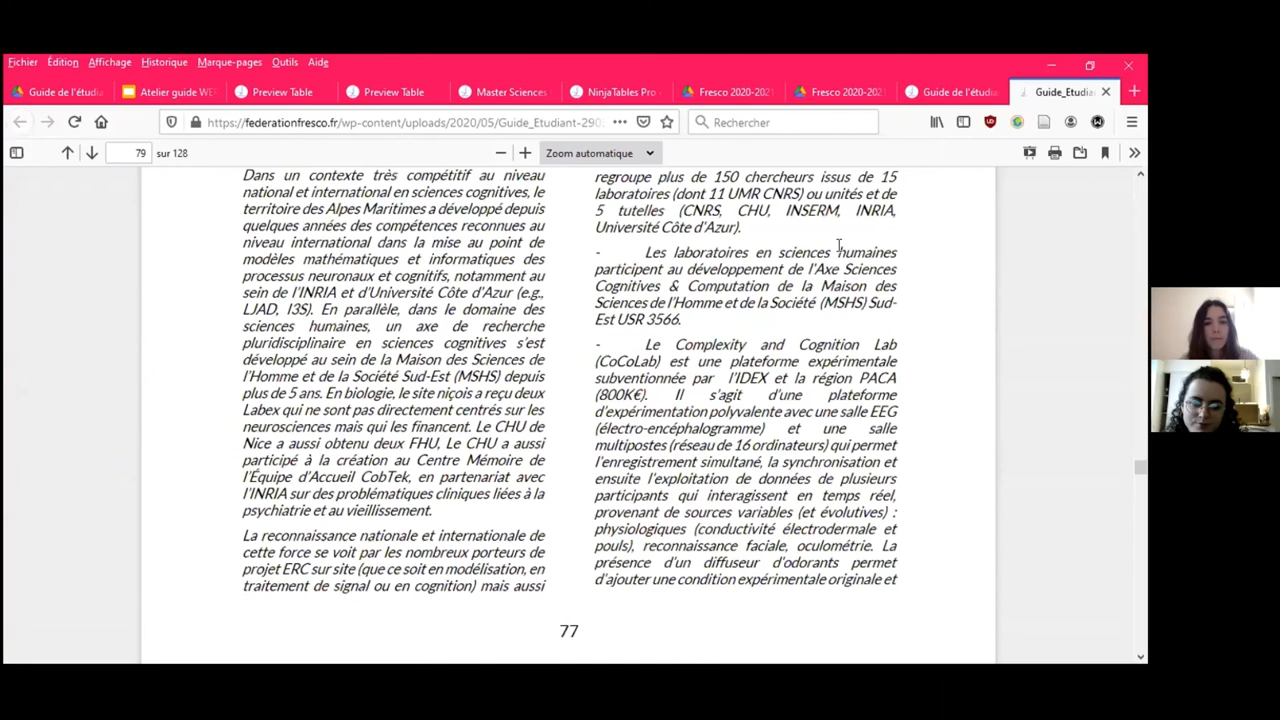 Fichier Édition Affichage Historique Marque-pages Outils Aide
Guide de l'étudia Atelier guide WE Preview Table Preview Table Master Sciences NinjaTables Pro Fresco 2020-2021 Fresco 2020-202 Guide de l'étudia Guide_Etudian
https://federationfresco.fr/wp-content/uploads/2020/05/Guide_Etudiant-290 Rechercher
79 sur 128 Zoom automatique
Dans un contexte très compétitif au niveau
national et international en sciences cognitives, le
territoire des Alpes Maritimes a développé depuis
quelques années des compétences reconnues au
niveau international dans la mise au point de
modèles mathématiques et informatiques des
processus neuronaux et cognitifs, notamment au
sein de l'INRIA et d'Université Côte d'Azur (e.g.,
LJAD, I3S). En parallèle, dans le domaine des
sciences humaines, un axe de recherche
pluridisciplinaire en sciences cognitives s'est
développé au sein de la Maison des Sciences de
l'Homme et de la Société Sud-Est (MSHS) depuis
plus de 5 ans. En biologie, le site niçois a reçu deux
Labex qui ne sont pas directement centrés sur les
neurosciences mais qui les financent. Le CHU de
Nice a aussi obtenu deux FHU, Le CHU a aussi
participé à la création au Centre Mémoire de
l'Équipe d'Accueil CobTek, en partenariat avec
l'INRIA sur des problématiques cliniques liées à la
psychiatrie et au vieillissement.
La reconnaissance nationale et internationale de
cette force se voit par les nombreux porteurs de
projet ERC sur site (que ce soit en modélisation, en
traitement de signal ou en cognition) mais aussi
regroupe plus de 150 chercheurs issus de 15
laboratoires (dont 11 UMR CNRS) ou unités et de
5 tutelles (CNRS, CHU, INSERM, INRIA,
Université Côte d'Azur).
- Les laboratoires en sciences humaines
participent au développement de l'Axe Sciences
Cognitives & Computation de la Maison des
Sciences de l'Homme et de la Société (MSHS) Sud-
Est USR 3566.
- Le Complexity and Cognition Lab
(CoCoLab) est une plateforme expérimentale
subventionnée par l'IDEX et la région PACA
(800K€). Il s'agit d'une plateforme
d'expérimentation polyvalente avec une salle EEG
(électro-encéphalogramme) et une salle
multipostes (réseau de 16 ordinateurs) qui permet
l'enregistrement simultané, la synchronisation et
ensuite l'exploitation de données de plusieurs
participants qui interagissent en temps réel,
provenant de sources variables (et évolutives) :
physiologiques (conductivité électrodermale et
pouls), reconnaissance faciale, oculométrie. La
présence d'un diffuseur d'odorants permet
d'ajouter une condition expérimentale originale et
77